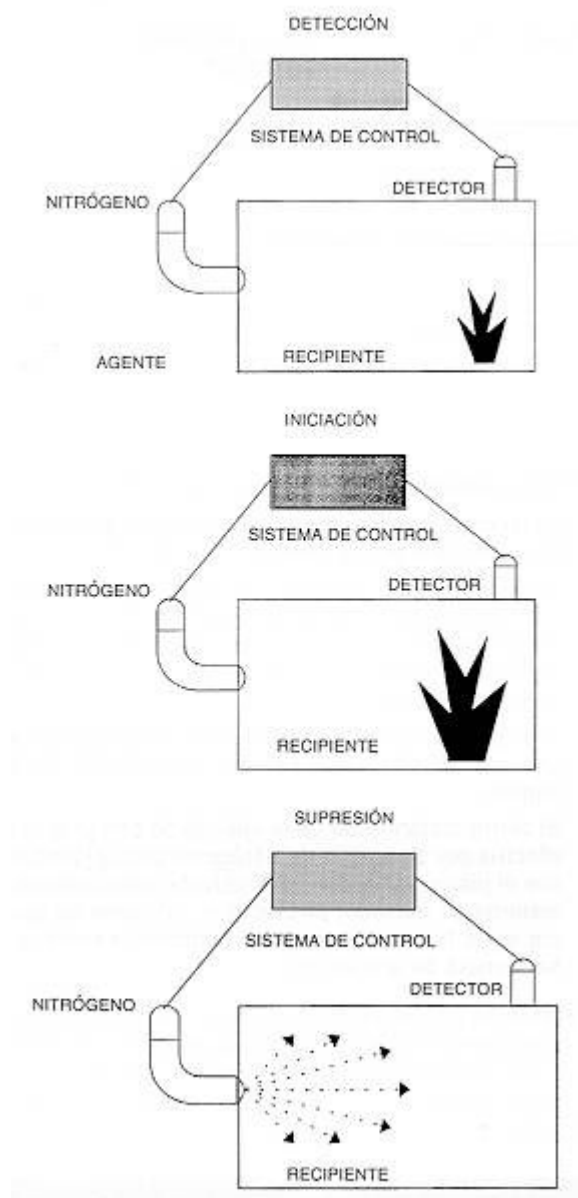 DETECCIÓN
SISTEMA DE CONTROL
DETECTOR
NITRÓGENO
AGENTE
RECIPIENTE
INICIACIÓN
SISTEMA DE CONTROL
DETECTOR
NITRÓGENO
RECIPIENTE
SUPRESIÓN
SISTEMA DE CONTROL
DETECTOR
NITRÓGENO
RECIPIENTE